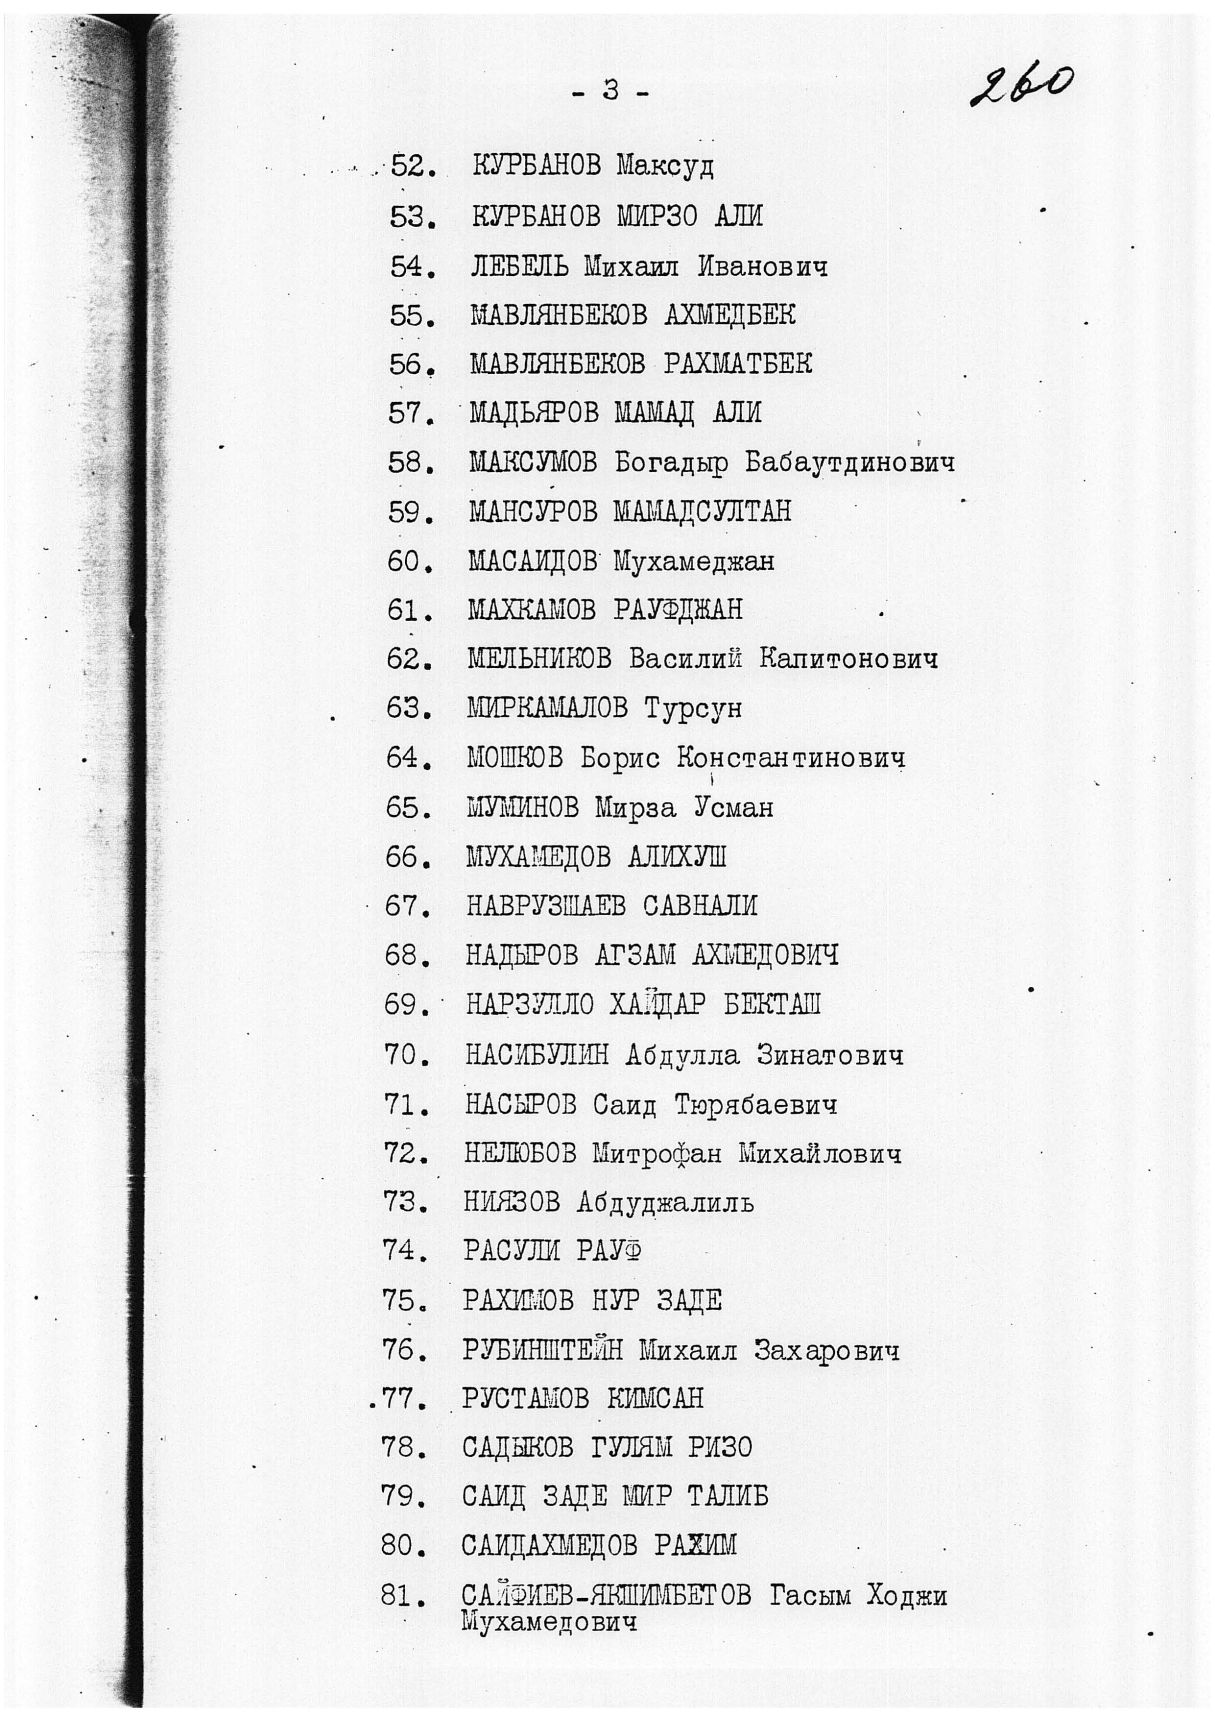 - 3 -
260
52. КУРБАНОВ Максуд
53. КУРБАНОВ МИРЗО АЛИ
54. ЛЕБЕЛЬ Михаил Иванович
55. МАВЛЯНБЕКОВ АХМЕДБЕК
56. МАВЛЯНБЕКОВ РАХМАТБЕК
57. МАДЬЯРОВ МАМАД АЛИ
58. МАКСУМОВ Богадыр Бабаутдинович
59. МАНСУРОВ МАМАДСУЛТАН
60. МАСАИДОВ Мухамеджан
61. МАХКАМОВ РАУФДЖАН
62. МЕЛЬНИКОВ Василий Капитонович
63. МИРКАМАЛОВ Турсун
64. МОШКОВ Борис Константинович
65. МУМИНОВ Мирза Усман
66. МУХАМЕДОВ АЛИХУШ
67. НАВРУЗШАЕВ САВНАЛИ
68. НАДЫРОВ АГЗАМ АХМЕДОВИЧ
69. НАРЗУЛЛО ХАЙДАР БЕКТАШ
70. НАСИБУЛИН Абдулла Зинатович
71. НАСЫРОВ Саид Тюрябаевич
72. НЕЛЮБОВ Митрофан Михайлович
73. НИЯЗОВ Абдуджалиль
74. РАСУЛИ РАУФ
75. РАХИМОВ НУР ЗАДЕ
76. РУБИНШТЕЙН Михаил Захарович
77. РУСТАМОВ КИМСАН
78. САДЫКОВ ГУЛЯМ РИЗО
79. САИД ЗАДЕ МИР ТАЛИБ
80. САИДАХМЕДОВ РАХИМ
81. САЙФИЕВ-ЯКШИМБЕТОВ Гасым Ходжи
Мухамедович